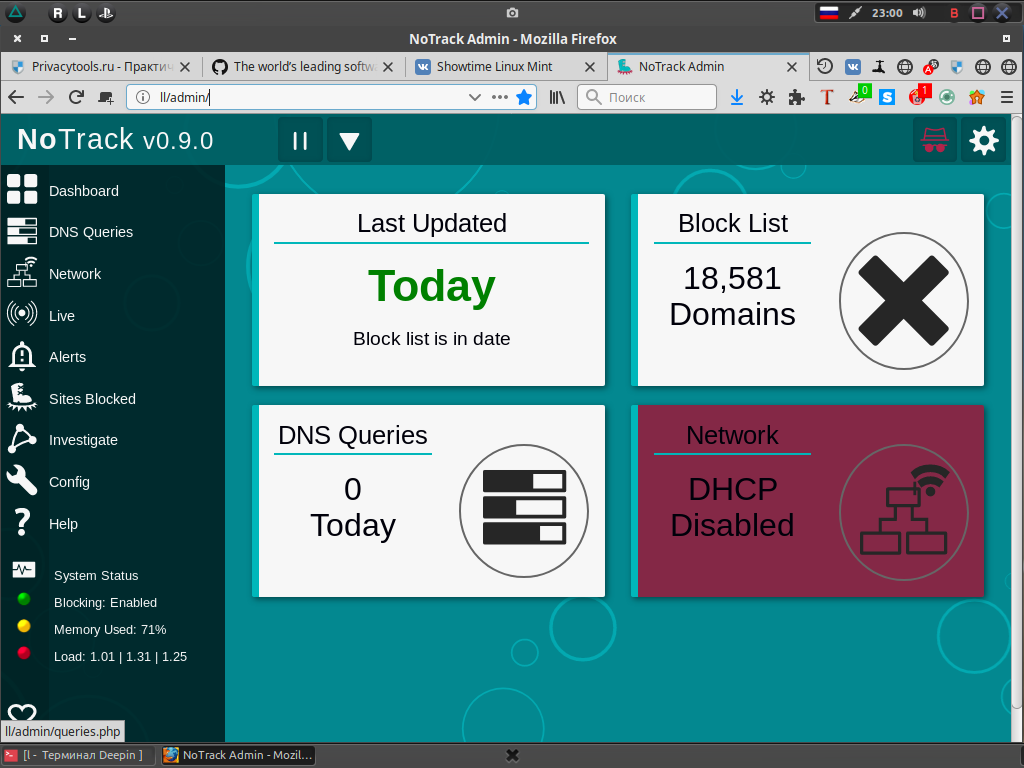 R L 23:00 B
NoTrack Admin - Mozilla Firefox
Privacytools.ru - Практич
The world's leading softw
Showtime Linux Mint
NoTrack Admin
ll/admin/
Поиск
0
1
NoTrack v0.9.0
Dashboard
DNS Queries
Network
Live
Alerts
Sites Blocked
Investigate
Config
Help
System Status
Blocking: Enabled
Memory Used: 71%
Load: 1.01 | 1.31 | 1.25
Last Updated
Today
Block list is in date
Block List
18,581
Domains
DNS Queries
0
Today
Network
DHCP
Disabled
ll/admin/queries.php
[l - Терминал Deepin ]
NoTrack Admin - Mozil...